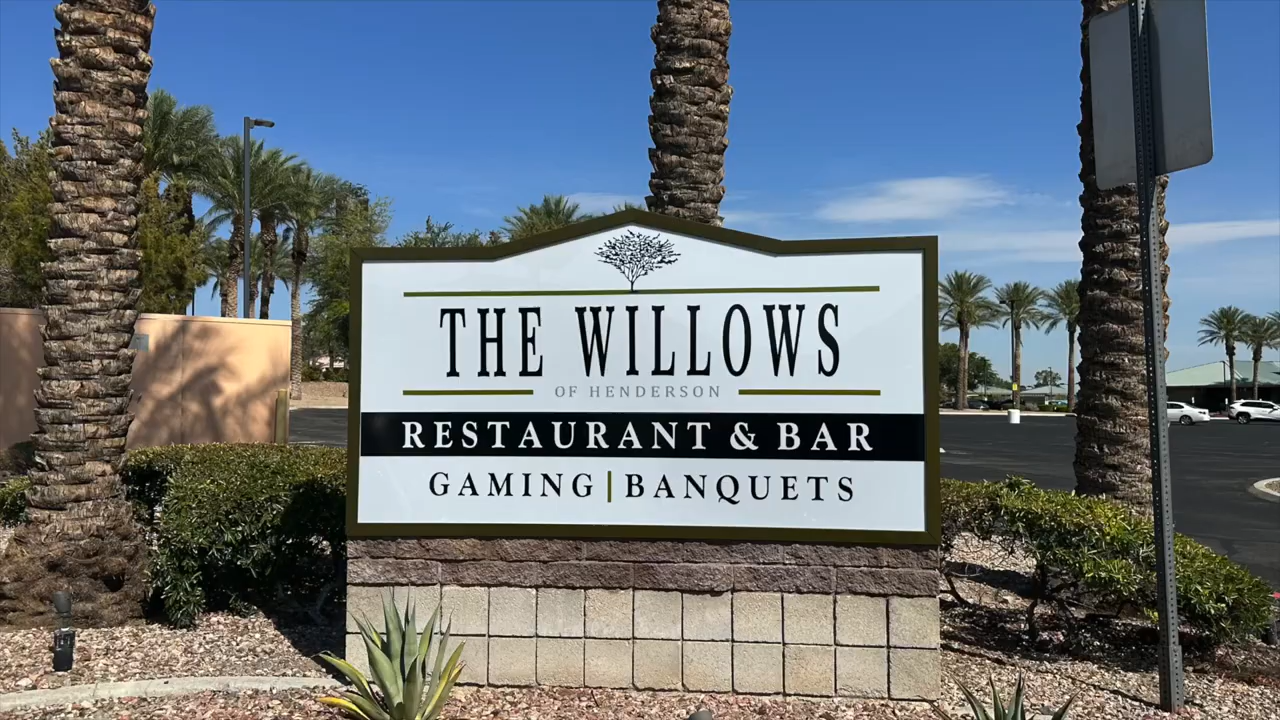 THE WILLOWS
OF HENDERSON
RESTAURANT & BAR
GAMING | BANQUETS